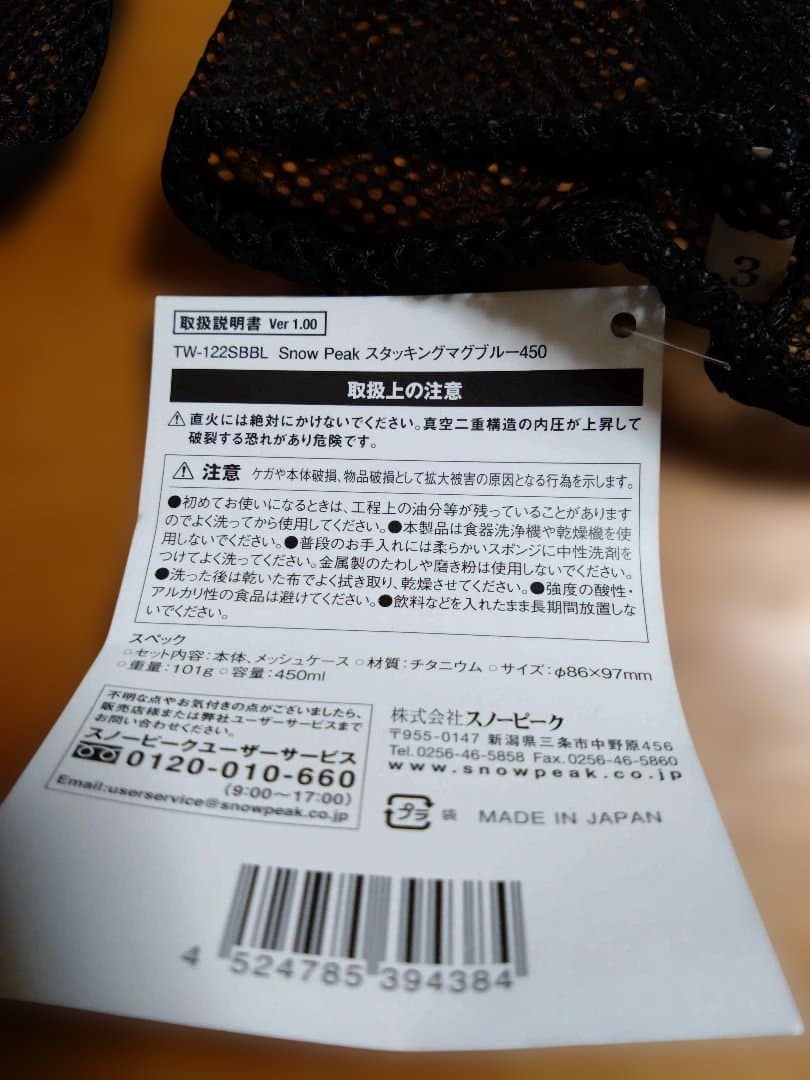 3
取扱説明書 Ver 1.00
TW-122SBBL Snow Peak スタッキングマグブルー450
取扱上の注意
⚠直火には絶対にかけないでください。真空二重構造の内圧が上昇して
破裂する恐れがあり危険です。
⚠ 注意 ケガや本体破損、物品破損として拡大被害の原因となる行為を示します。
●初めてお使いになるときは、工程上の油分等が残っていることがあります
のでよく洗ってから使用してください。●本製品は食器洗浄機や乾燥機を使
用しないでください。●普段のお手入れには柔らかいスポンジに中性洗剤を
つけてよく洗ってください。金属製のたわしや磨き粉は使用しないでください。
●洗った後は乾いた布でよく拭き取り、乾燥させてください。●強度の酸性・
アルカリ性の食品は避けてください。●飲料などを入れたまま長期間放置しな
いでください。
スペック
○セット内容：本体、メッシュケース ○材質：チタニウム ○サイズ：φ86×97mm
○重量：101g ○容量：450ml
不明な点やお気付きの点がございましたら、
販売店様または弊社ユーザーサービスまで
お問い合わせください。
スノーピークユーザーサービス
0120-010-660
（9:00〜17:00）
Email:userservice@snowpeak.co.jp
株式会社スノーピーク
〒955-0147 新潟県三条市中野原456
Tel.0256-46-5858 Fax.0256-46-5860
www.snowpeak.co.jp
プラ 袋 MADE IN JAPAN
4 524785 394384